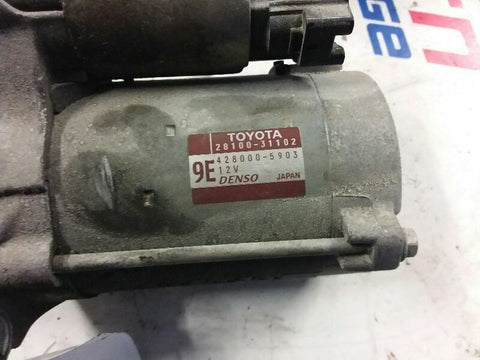 TOYOTA
28100-31102
9E 428000-5903
12V
DENSO JAPAN